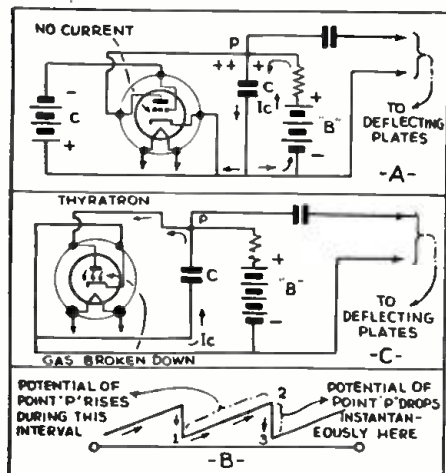 NO CURRENT
P
++ +
C
Ic
+
"B"
-
-
C
+
TO
DEFLECTING
PLATES
-A-
THYRATRON
P
C
+
"B"
-
Ic
GAS BROKEN DOWN
TO
DEFLECTING
PLATES
-C-
POTENTIAL OF
POINT "P" RISES
DURING THIS
INTERVAL
1
2
3
POTENTIAL OF
POINT "P" DROPS
INSTANTAN-
EOUSLY HERE
-B-